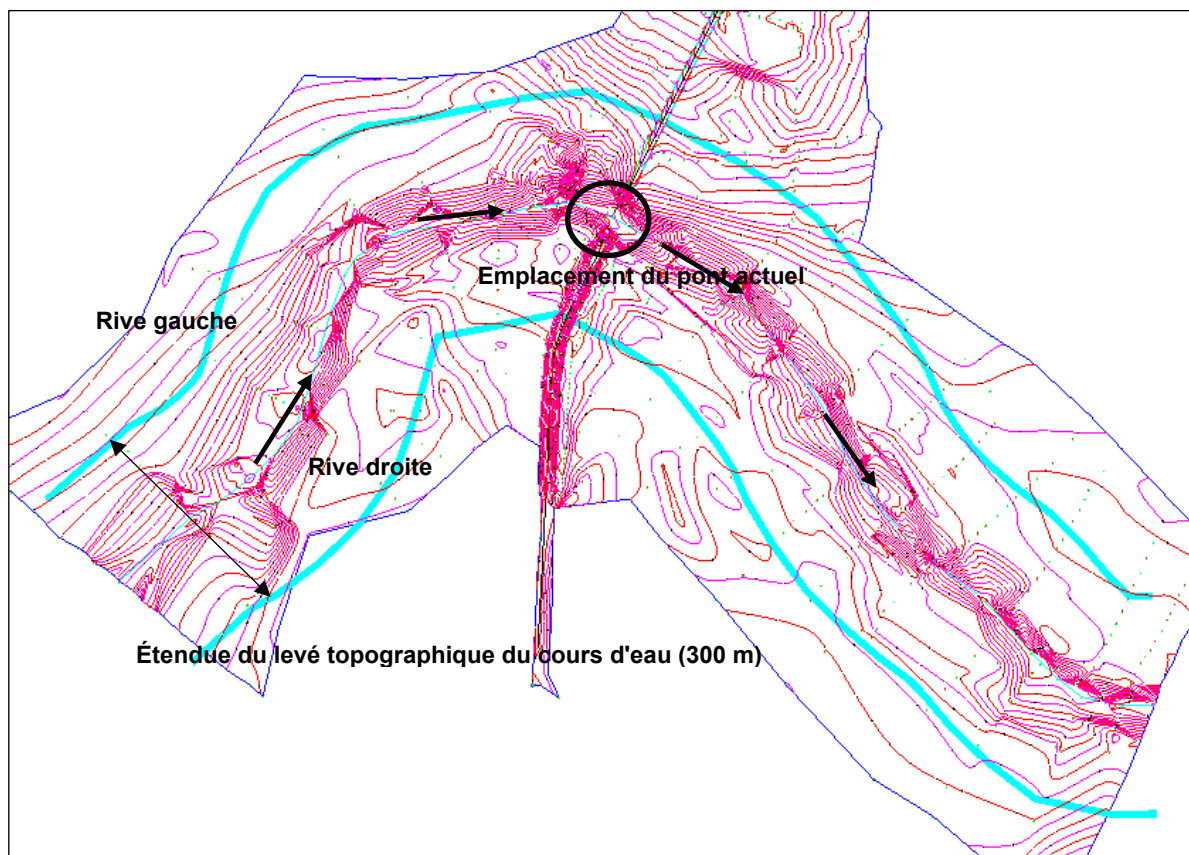 Emplacement du pont actuel
Rive gauche
Rive droite
Étendue du levé topographique du cours d'eau (300 m)